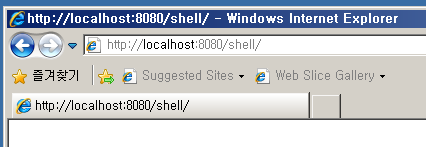 http://localhost:8080/shell/ - Windows Internet Explorer
http://localhost:8080/shell/
즐겨찾기 Suggested Sites Web Slice Gallery
http://localhost:8080/shell/